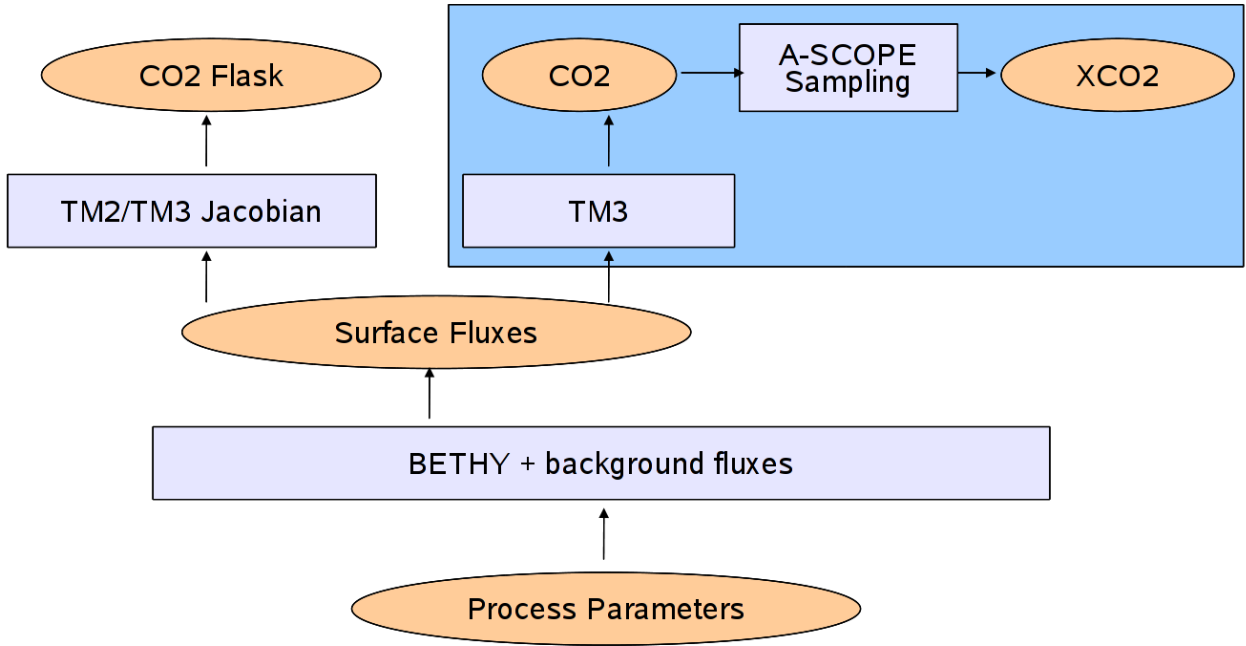 CO2 Flask
CO2
A-SCOPE
Sampling
XCO2
TM2/TM3 Jacobian
TM3
Surface Fluxes
BETHY + background fluxes
Process Parameters